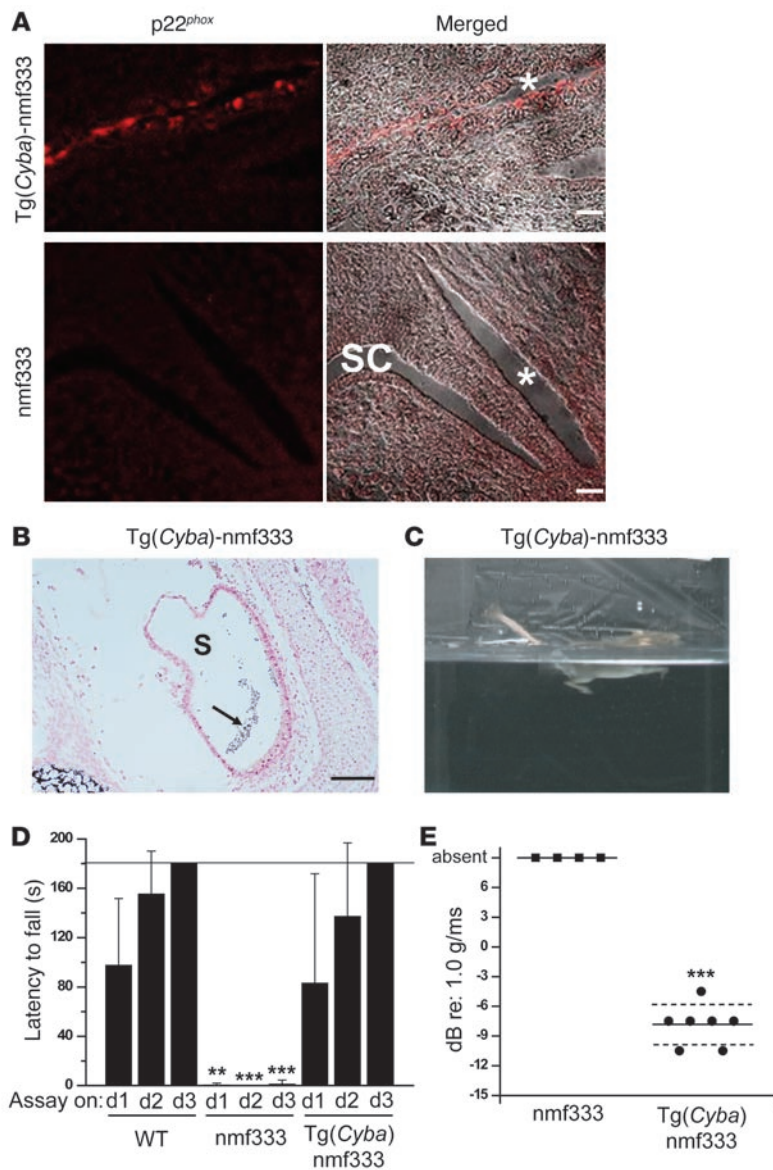 A
p22phox
Merged
Tg(Cyba)-nmf333
*
nmf333
SC
*
B
Tg(Cyba)-nmf333
S
C
Tg(Cyba)-nmf333
D
Latency to fall (s)
180
160
120
80
40
0
** *** ***
Assay on: d1 d2 d3 d1 d2 d3 d1 d2 d3
WT
nmf333
Tg(Cyba)
nmf333
E
dB re: 1.0 g/ms
absent
9
6
3
0
-3
-6
-9
-12
-15
***
nmf333
Tg(Cyba)
nmf333